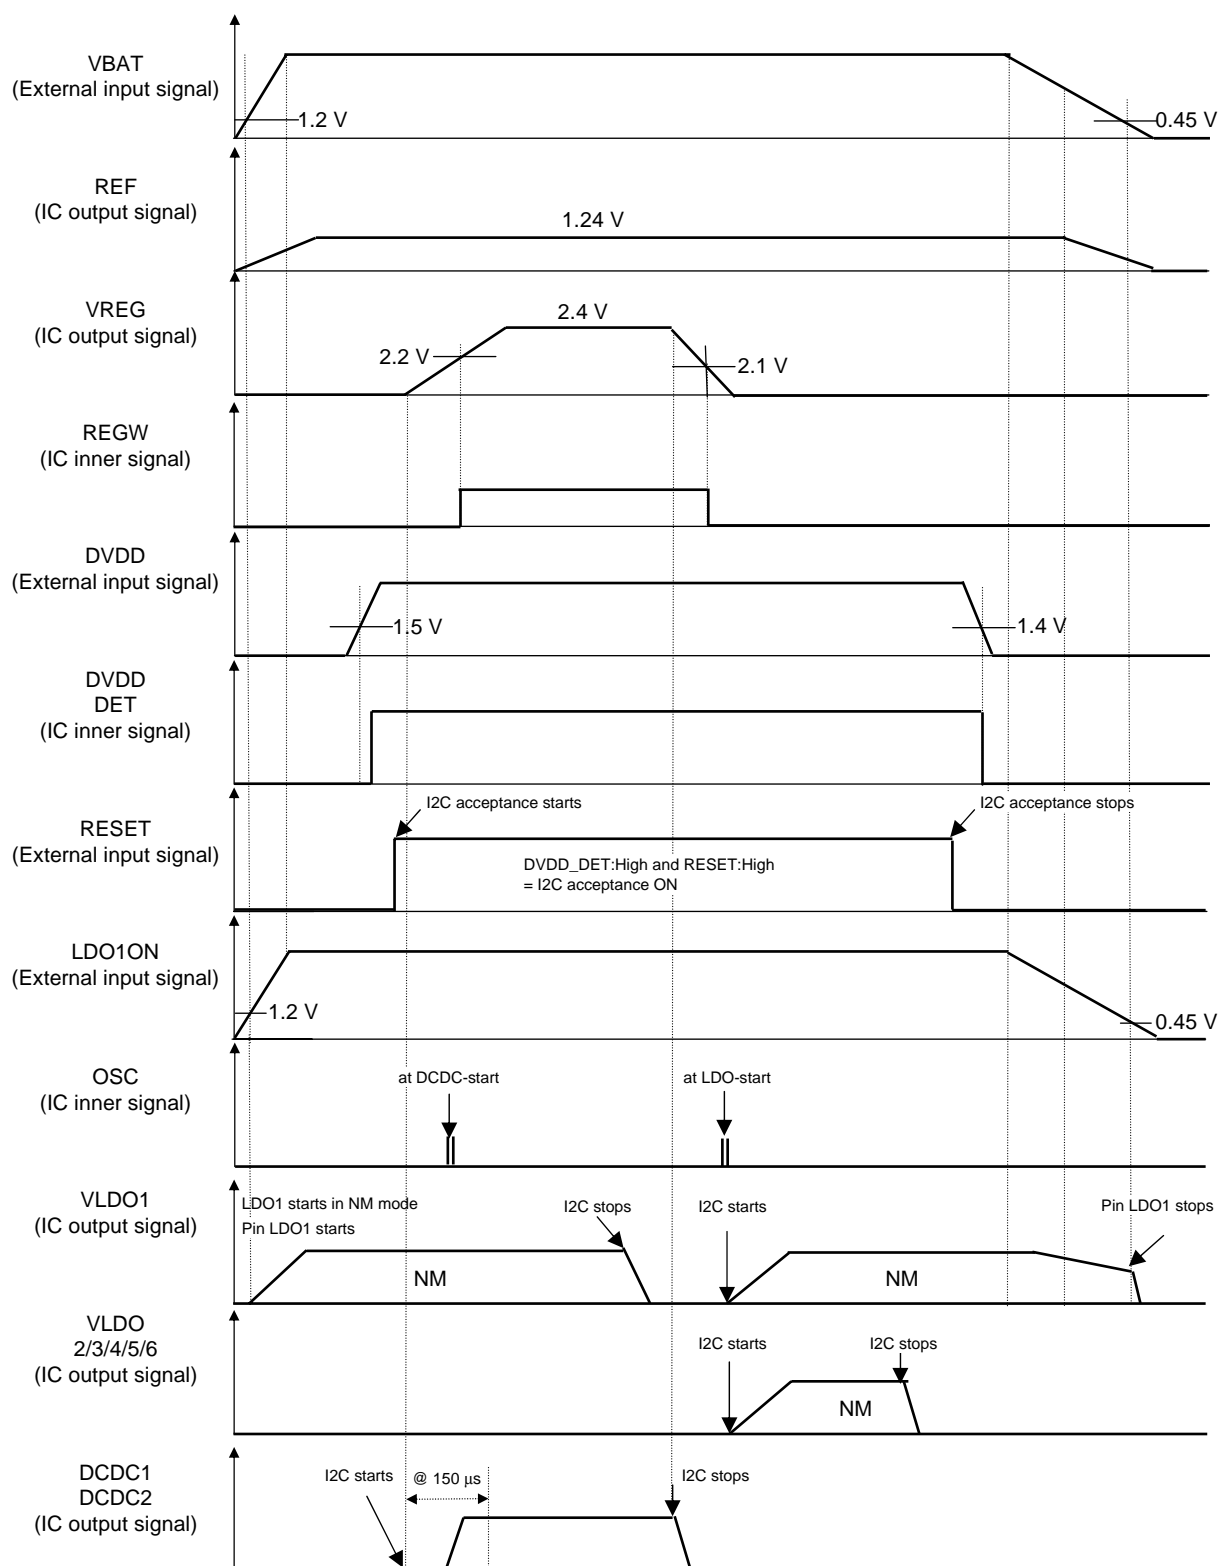 VBAT
(External input signal)
1.2 V
0.45 V
REF
(IC output signal)
1.24 V
VREG
(IC output signal)
2.4 V
2.2 V
2.1 V
REGW
(IC inner signal)
DVDD
(External input signal)
1.5 V
1.4 V
DVDD
DET
(IC inner signal)
RESET
(External input signal)
I2C acceptance starts
I2C acceptance stops
DVDD_DET:High and RESET:High
= I2C acceptance ON
LDO1ON
(External input signal)
1.2 V
0.45 V
OSC
(IC inner signal)
at DCDC-start
at LDO-start
VLDO1
(IC output signal)
LDO1 starts in NM mode
Pin LDO1 starts
I2C stops
I2C starts
Pin LDO1 stops
NM
NM
VLDO
2/3/4/5/6
(IC output signal)
I2C starts
I2C stops
NM
DCDC1
DCDC2
(IC output signal)
I2C starts
@ 150 μs
I2C stops